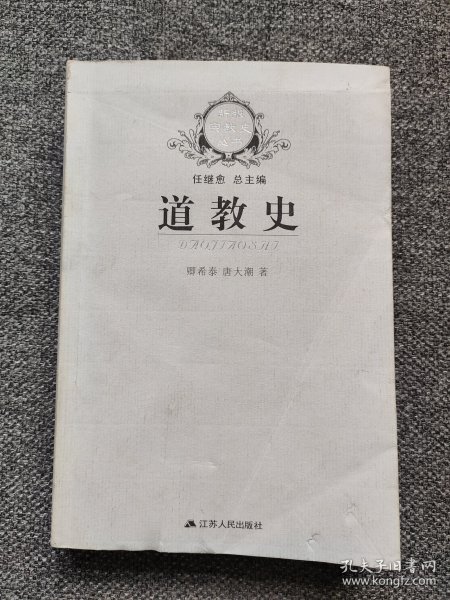 任继愈 总主编
道教史
DAOJIAOSHI
卿希泰 唐大潮 著
江苏人民出版社
孔夫子旧书网
www.kongfz.com